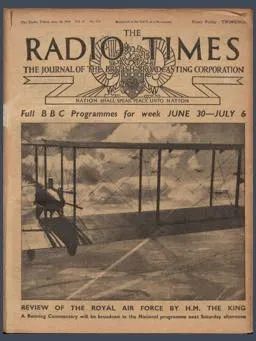 THE
RADIO TIMES
THE JOURNAL OF THE BRITISH BROADCASTING CORPORATION
NATION SHALL SPEAK PEACE UNTO NATION
Full BBC Programmes for week JUNE 30—JULY 6
REVIEW OF THE ROYAL AIR FORCE BY H.M. THE KING
A Running Commentary will be broadcast in the National programme next Saturday afternoon